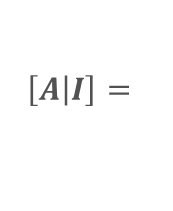 [A|I] =